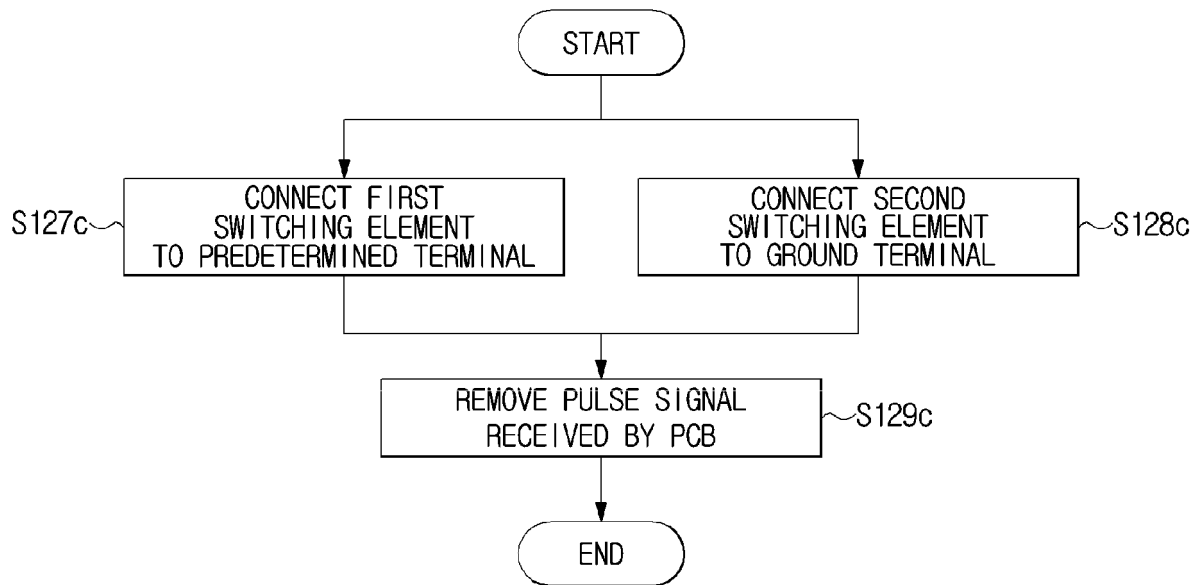 START
S127c
CONNECT FIRST
SWITCHING ELEMENT
TO PREDETERMINED TERMINAL
CONNECT SECOND
SWITCHING ELEMENT
TO GROUND TERMINAL
S128c
REMOVE PULSE SIGNAL
RECEIVED BY PCB
S129c
END